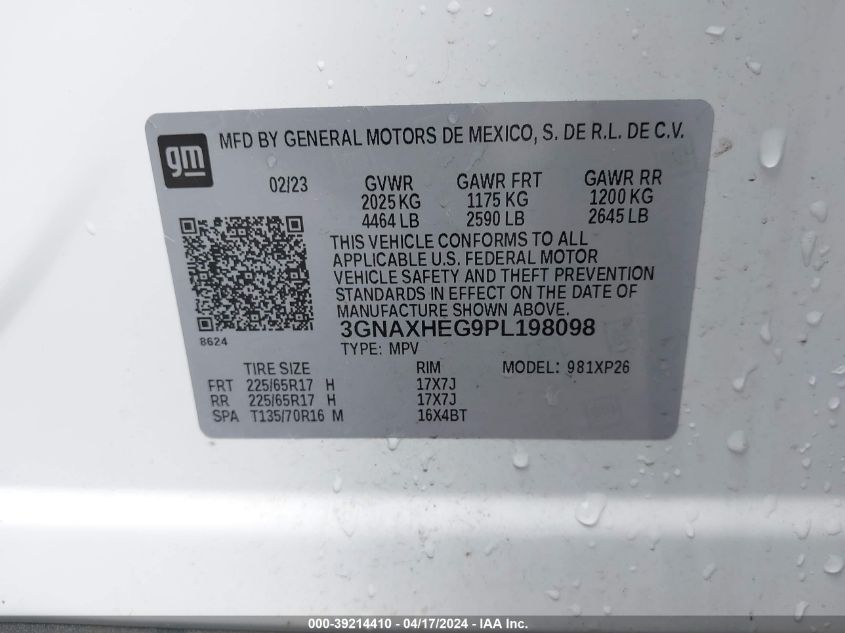 gm MFD BY GENERAL MOTORS DE MEXICO, S. DE R.L. DE C.V.
02/23 GVWR GAWR FRT GAWR RR
2025 KG 1175 KG 1200 KG
4464 LB 2590 LB 2645 LB
THIS VEHICLE CONFORMS TO ALL
APPLICABLE U.S. FEDERAL MOTOR
VEHICLE SAFETY AND THEFT PREVENTION
STANDARDS IN EFFECT ON THE DATE OF
MANUFACTURE SHOWN ABOVE.
3GNAXHEG9PL198098
8624
TYPE: MPV
TIRE SIZE RIM MODEL: 981XP26
FRT 225/65R17 H 17X7J
RR 225/65R17 H 17X7J
SPA T135/70R16 M 16X4BT
000-39214410 - 04/17/2024 - IAA Inc.